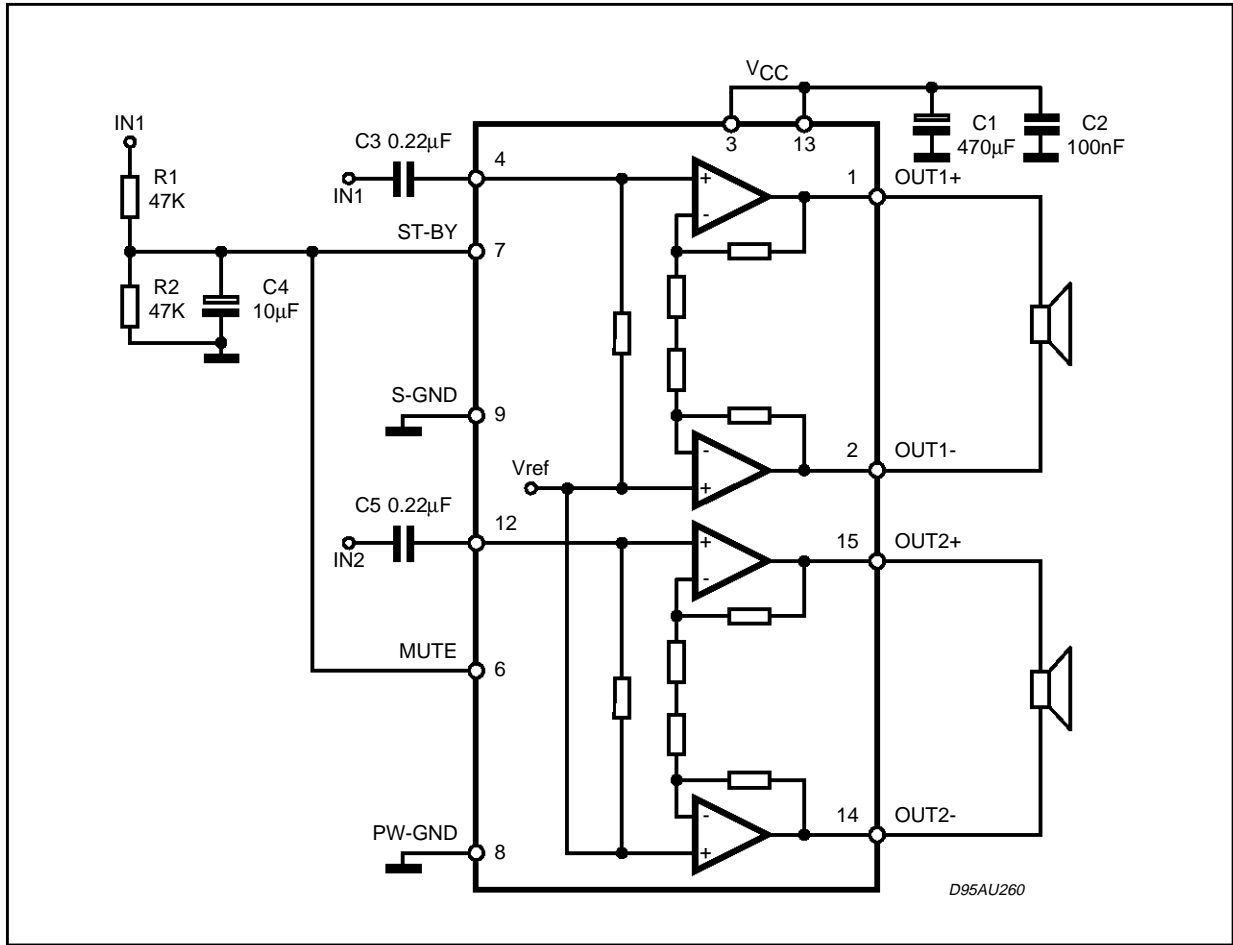 VCC
IN1
R1
47K
R2
47K
C4
10µF
C3 0.22µF
IN1
4
ST-BY
7
S-GND
9
Vref
C5 0.22µF
IN2
12
MUTE
6
PW-GND
8
3
13
C1
470µF
C2
100nF
+
-
1
OUT1+
-
+
2
OUT1-
+
-
15
OUT2+
-
+
14
OUT2-
D95AU260